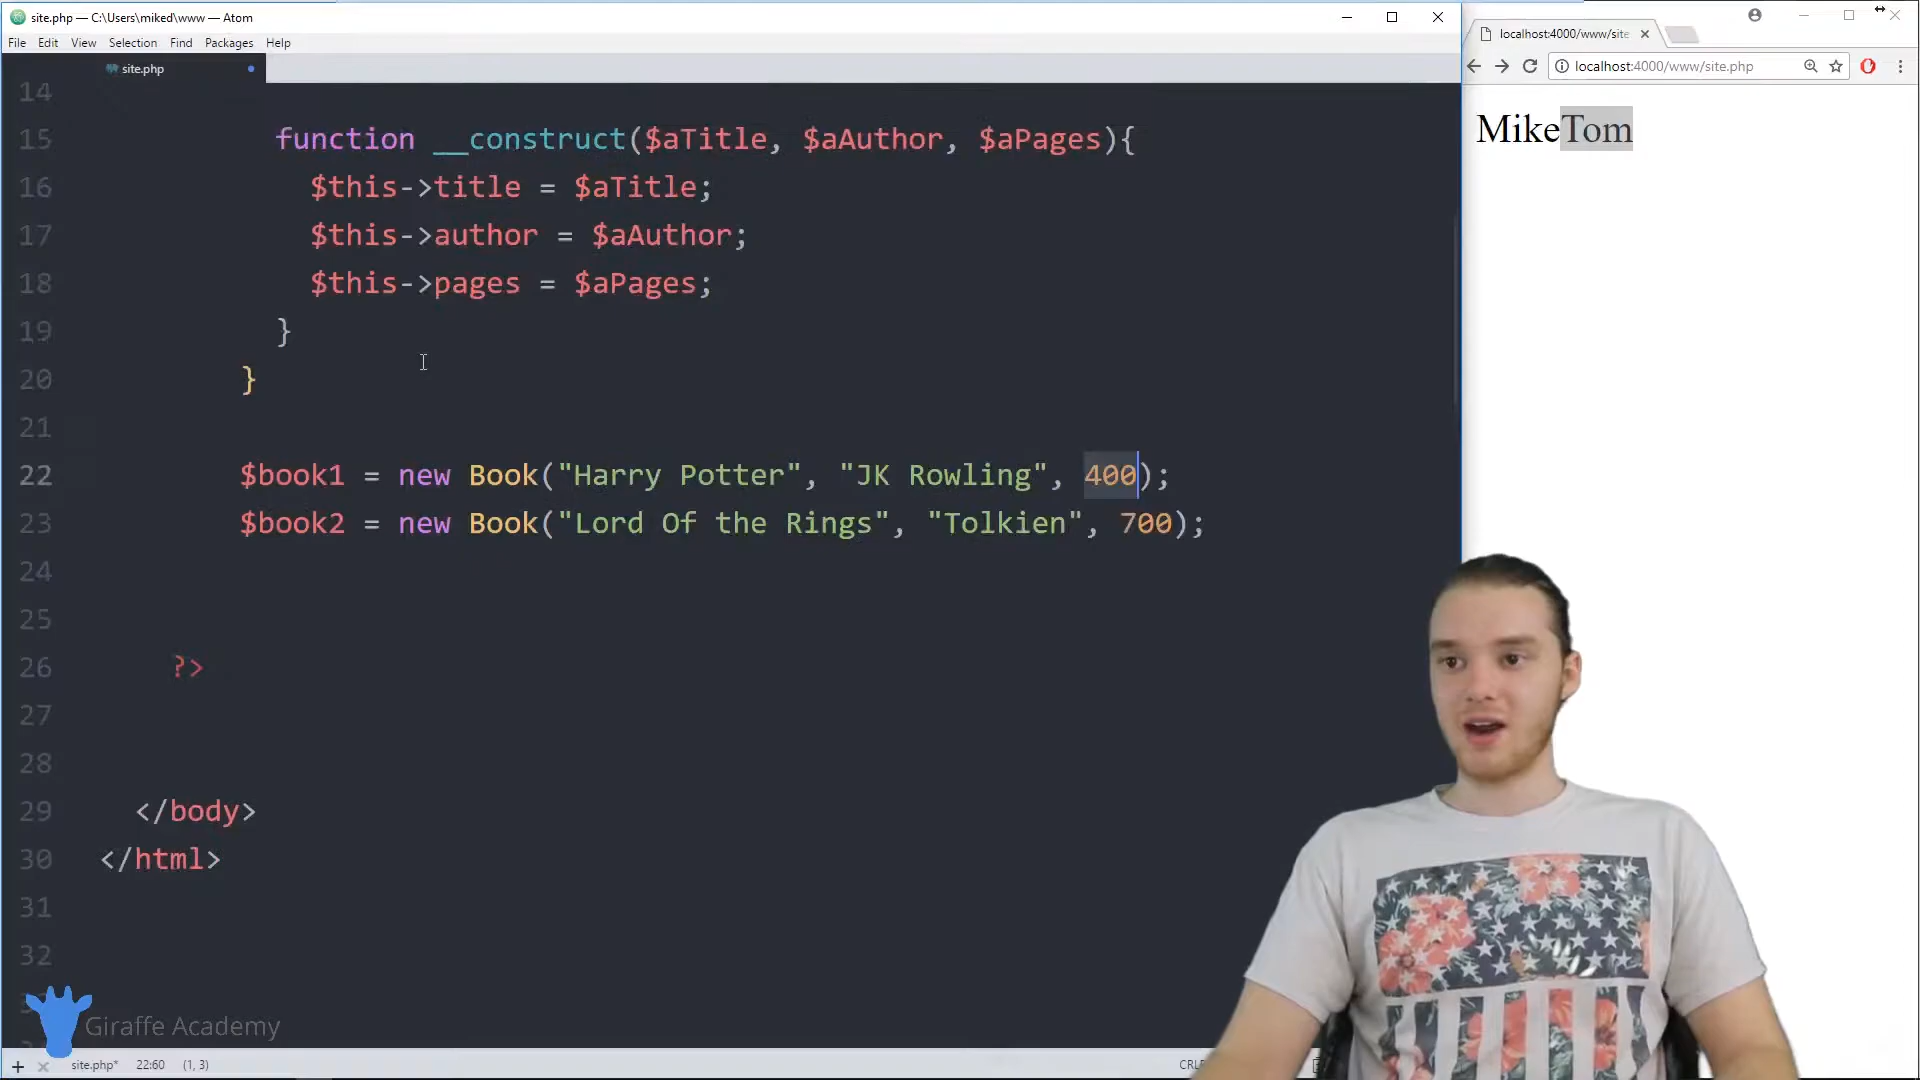 site.php — C:\Users\miked\www — Atom
File Edit View Selection Find Packages Help
site.php
14
15 function __construct($aTitle, $aAuthor, $aPages){
16 $this->title = $aTitle;
17 $this->author = $aAuthor;
18 $this->pages = $aPages;
19 }
20 }
21
22 $book1 = new Book("Harry Potter", "JK Rowling", 400);
23 $book2 = new Book("Lord Of the Rings", "Tolkien", 700);
24
25
26 ?>
27
28
29 </body>
30 </html>
31
32
Giraffe Academy
site.php* 22:60 (1, 3)
localhost:4000/www/site
localhost:4000/www/site.php
MikeTom